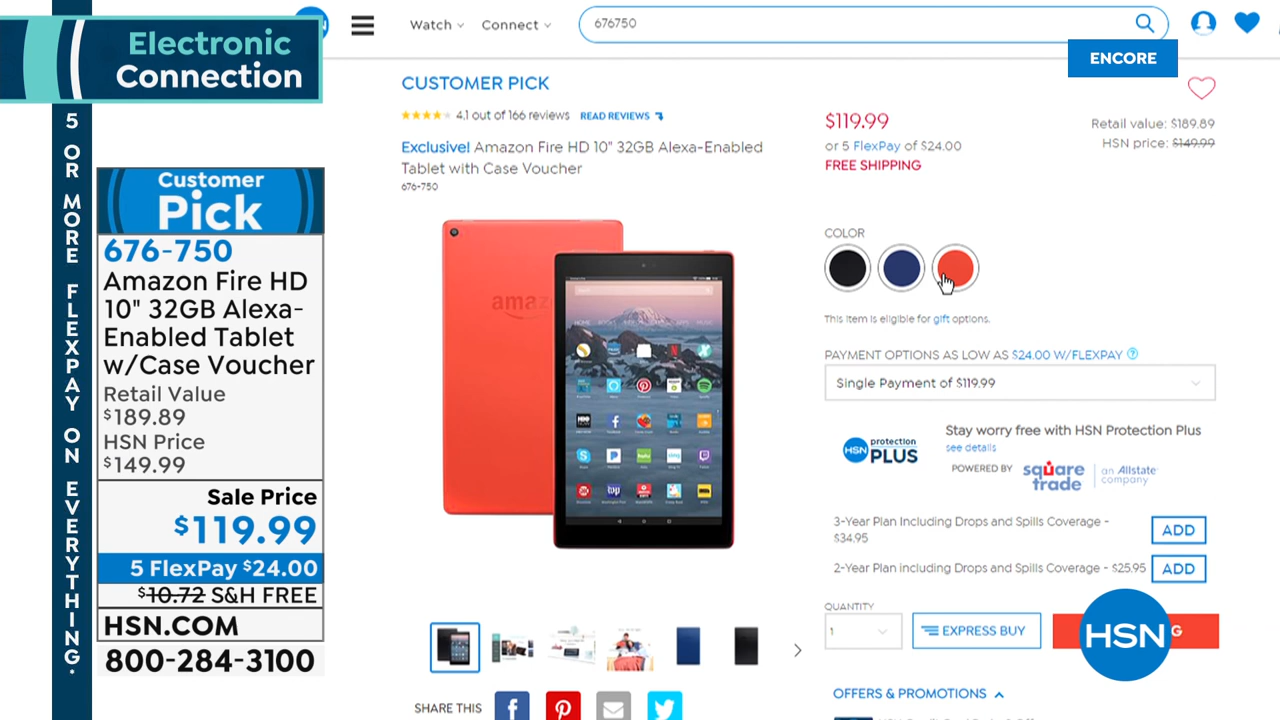 Electronic
Connection
5 OR MORE FLEXPAY ON EVERYTHING.
Customer
Pick
676-750
Amazon Fire HD
10" 32GB Alexa-
Enabled Tablet
w/Case Voucher
Retail Value
$189.89
HSN Price
$149.99
Sale Price
$119.99
5 FlexPay $24.00
$10.72 S&H FREE
HSN.COM
800-284-3100
Watch
Connect
676750
ENCORE
CUSTOMER PICK
4.1 out of 166 reviews READ REVIEWS
Exclusive! Amazon Fire HD 10" 32GB Alexa-Enabled
Tablet with Case Voucher
676-750
amaz
$119.99
or 5 FlexPay of $24.00
FREE SHIPPING
Retail value: $189.89
HSN price: $149.99
COLOR
This item is eligible for gift options.
PAYMENT OPTIONS AS LOW AS $24.00 W/FLEXPAY ?
Single Payment of $119.99
HSN protection PLUS
Stay worry free with HSN Protection Plus
see details
POWERED BY square trade an Allstate company
3-Year Plan Including Drops and Spills Coverage -
$34.95
ADD
2-Year Plan including Drops and Spills Coverage - $25.95
ADD
QUANTITY
1
EXPRESS BUY
HSN
G
OFFERS & PROMOTIONS
SHARE THIS